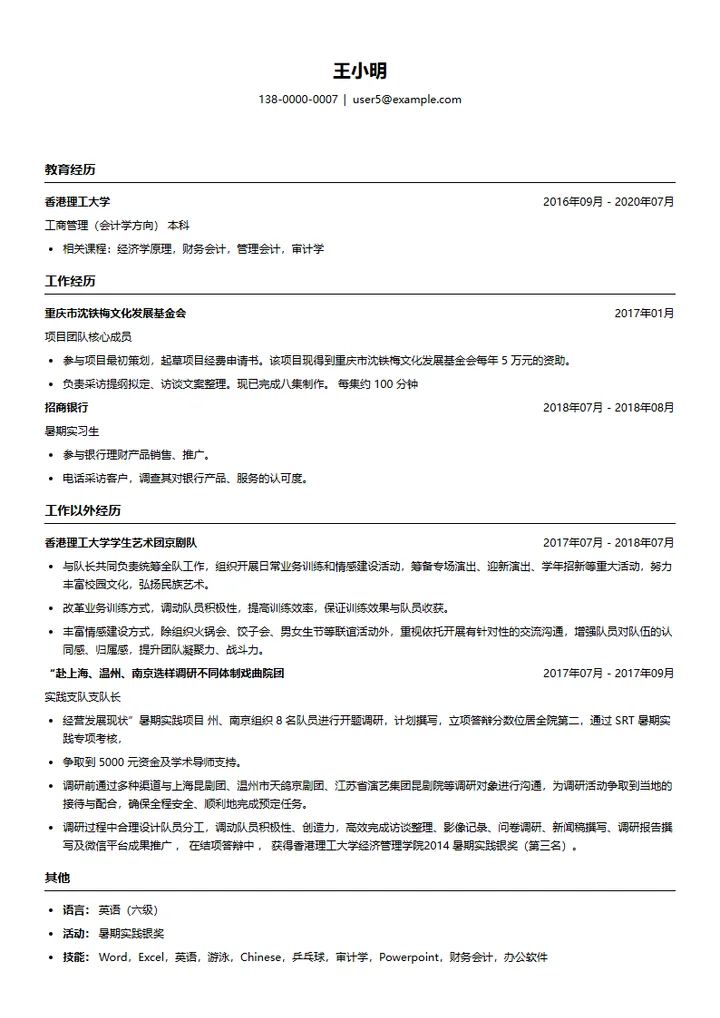 王小明
138-0000-0007 | user5@example.com
教育经历
香港理工大学 2016年09月 - 2020年07月
工商管理（会计学方向） 本科
• 相关课程：经济学原理，财务会计，管理会计，审计学
工作经历
重庆市沈铁梅文化发展基金会 2017年01月
项目团队核心成员
• 参与项目最初策划，起草项目经费申请书。该项目现得到重庆市沈铁梅文化发展基金会每年 5 万元的资助。
• 负责采访提纲拟定、访谈文案整理。现已完成八集制作。 每集约 100 分钟
招商银行 2018年07月 - 2018年08月
暑期实习生
• 参与银行理财产品销售、推广。
• 电话采访客户，调查其对银行产品、服务的认可度。
工作以外经历
香港理工大学学生艺术团京剧队 2017年07月 - 2018年07月
• 与队长共同负责统筹全队工作，组织开展日常业务训练和情感建设活动，筹备专场演出、迎新演出、学年招新等重大活动，努力
丰富校园文化，弘扬民族艺术。
• 改革业务训练方式，调动队员积极性，提高训练效率，保证训练效果与队员收获。
• 丰富情感建设方式，除组织火锅会、饺子会、男女生节等联谊活动外，重视依托开展有针对性的交流沟通，增强队员对队伍的认
同感、归属感，提升团队凝聚力、战斗力。
“赴上海、温州、南京选样调研不同体制戏曲院团 2017年07月 - 2017年09月
实践支队支队长
• 经营发展现状”暑期实践项目 州、南京组织 8 名队员进行开题调研，计划撰写，立项答辩分数位居全院第二，通过 SRT 暑期实
践专项考核，
• 争取到 5000 元资金及学术导师支持。
• 调研前通过多种渠道与上海昆剧团、温州市天鸽京剧团、江苏省演艺集团昆剧院等调研对象进行沟通，为调研活动争取到当地的
接待与配合，确保全程安全、顺利地完成预定任务。
• 调研过程中合理设计队员分工，调动队员积极性、创造力，高效完成访谈整理、影像记录、问卷调研、新闻稿撰写、调研报告撰
写及微信平台成果推广 ， 在结项答辩中 ， 获得香港理工大学经济管理学院2014 暑期实践银奖（第三名）。
其他
• 语言： 英语（六级）
• 活动： 暑期实践银奖
• 技能： Word，Excel，英语，游泳，Chinese，乒乓球，审计学，Powerpoint，财务会计，办公软件